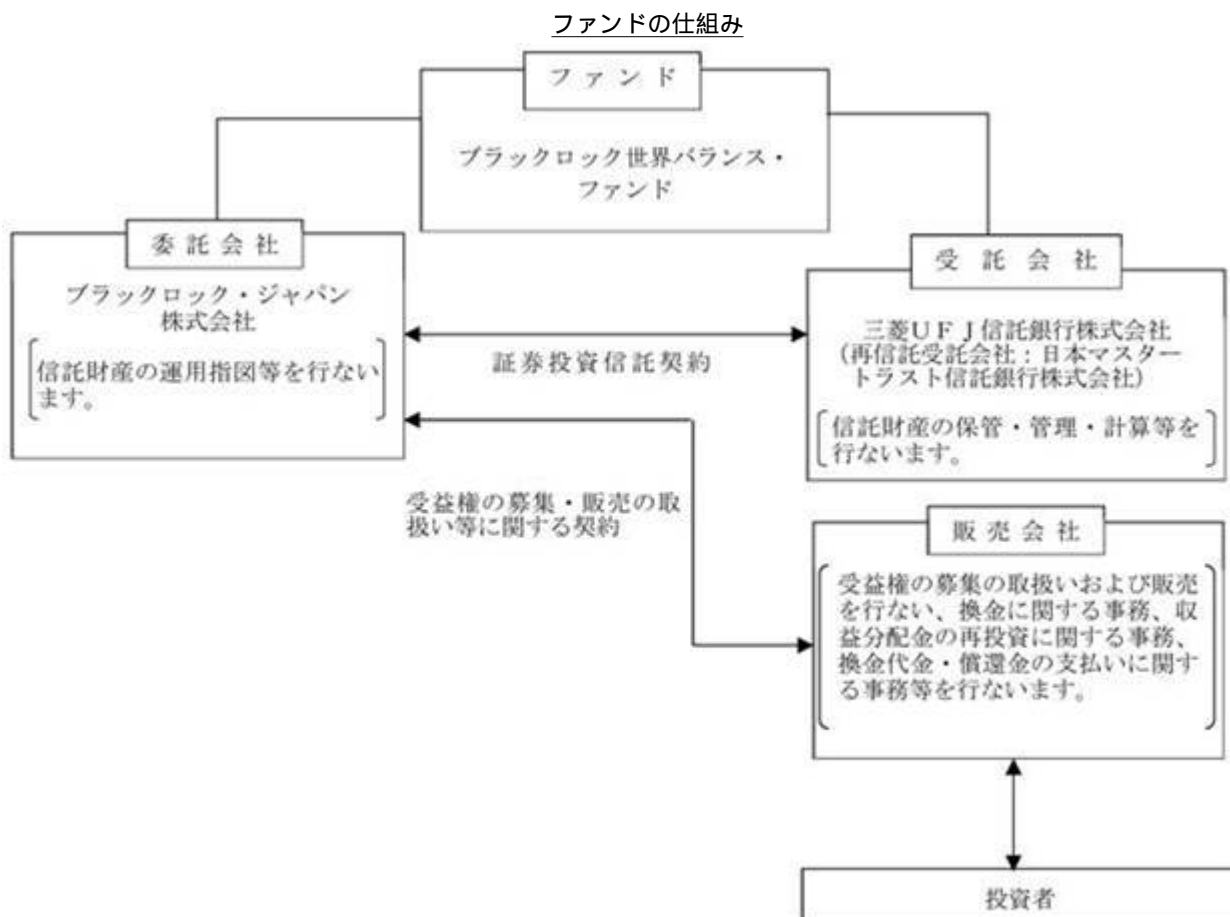 ファンドの仕組み
ファンド
ブラックロック世界バランス・
ファンド
委託会社
ブラックロック・ジャパン
株式会社
信託財産の運用指図等を行ない
ます。
証券投資信託契約
受託会社
三菱UFJ信託銀行株式会社
(再信託受託会社:日本マスター
トラスト信託銀行株式会社)
信託財産の保管・管理・計算等を
行ないます。
受益権の募集・販売の取
扱い等に関する契約
販売会社
受益権の募集の取扱いおよび販売
を行ない、換金に関する事務、収
益分配金の再投資に関する事務、
換金代金・償還金の支払いに関す
る事務等を行ないます。
投資者